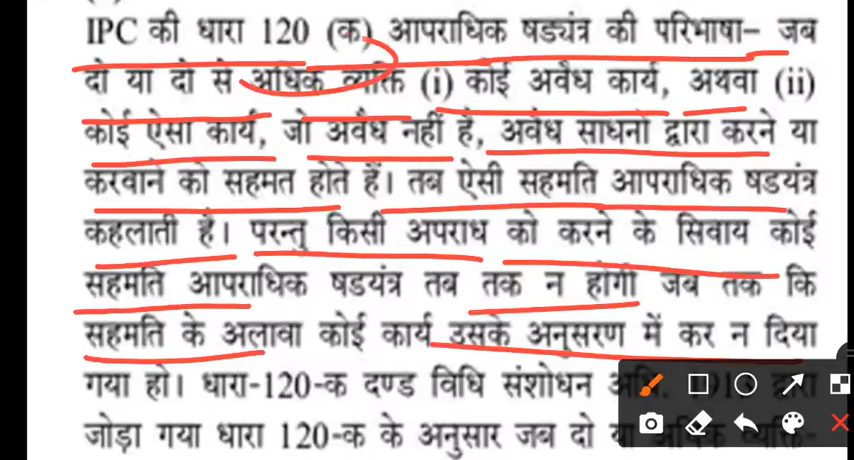 IPC की धारा 120 (क) आपराधिक षड्यंत्र की परिभाषा– जब
दो या दो से अधिक व्यक्ति (i) कोई अवैध कार्य, अथवा (ii)
कोई ऐसा कार्य, जो अवैध नहीं है, अवैध साधनों द्वारा करने या
करवाने को सहमत होते हैं। तब ऐसी सहमति आपराधिक षडयंत्र
कहलाती है। परन्तु किसी अपराध को करने के सिवाय कोई
सहमति आपराधिक षडयंत्र तब तक न होगी जब तक कि
सहमति के अलावा कोई कार्य उसके अनुसरण में कर न दिया
गया हो। धारा-120-क दण्ड विधि संशोधन
जोड़ा गया धारा 120-क के अनुसार जब दो